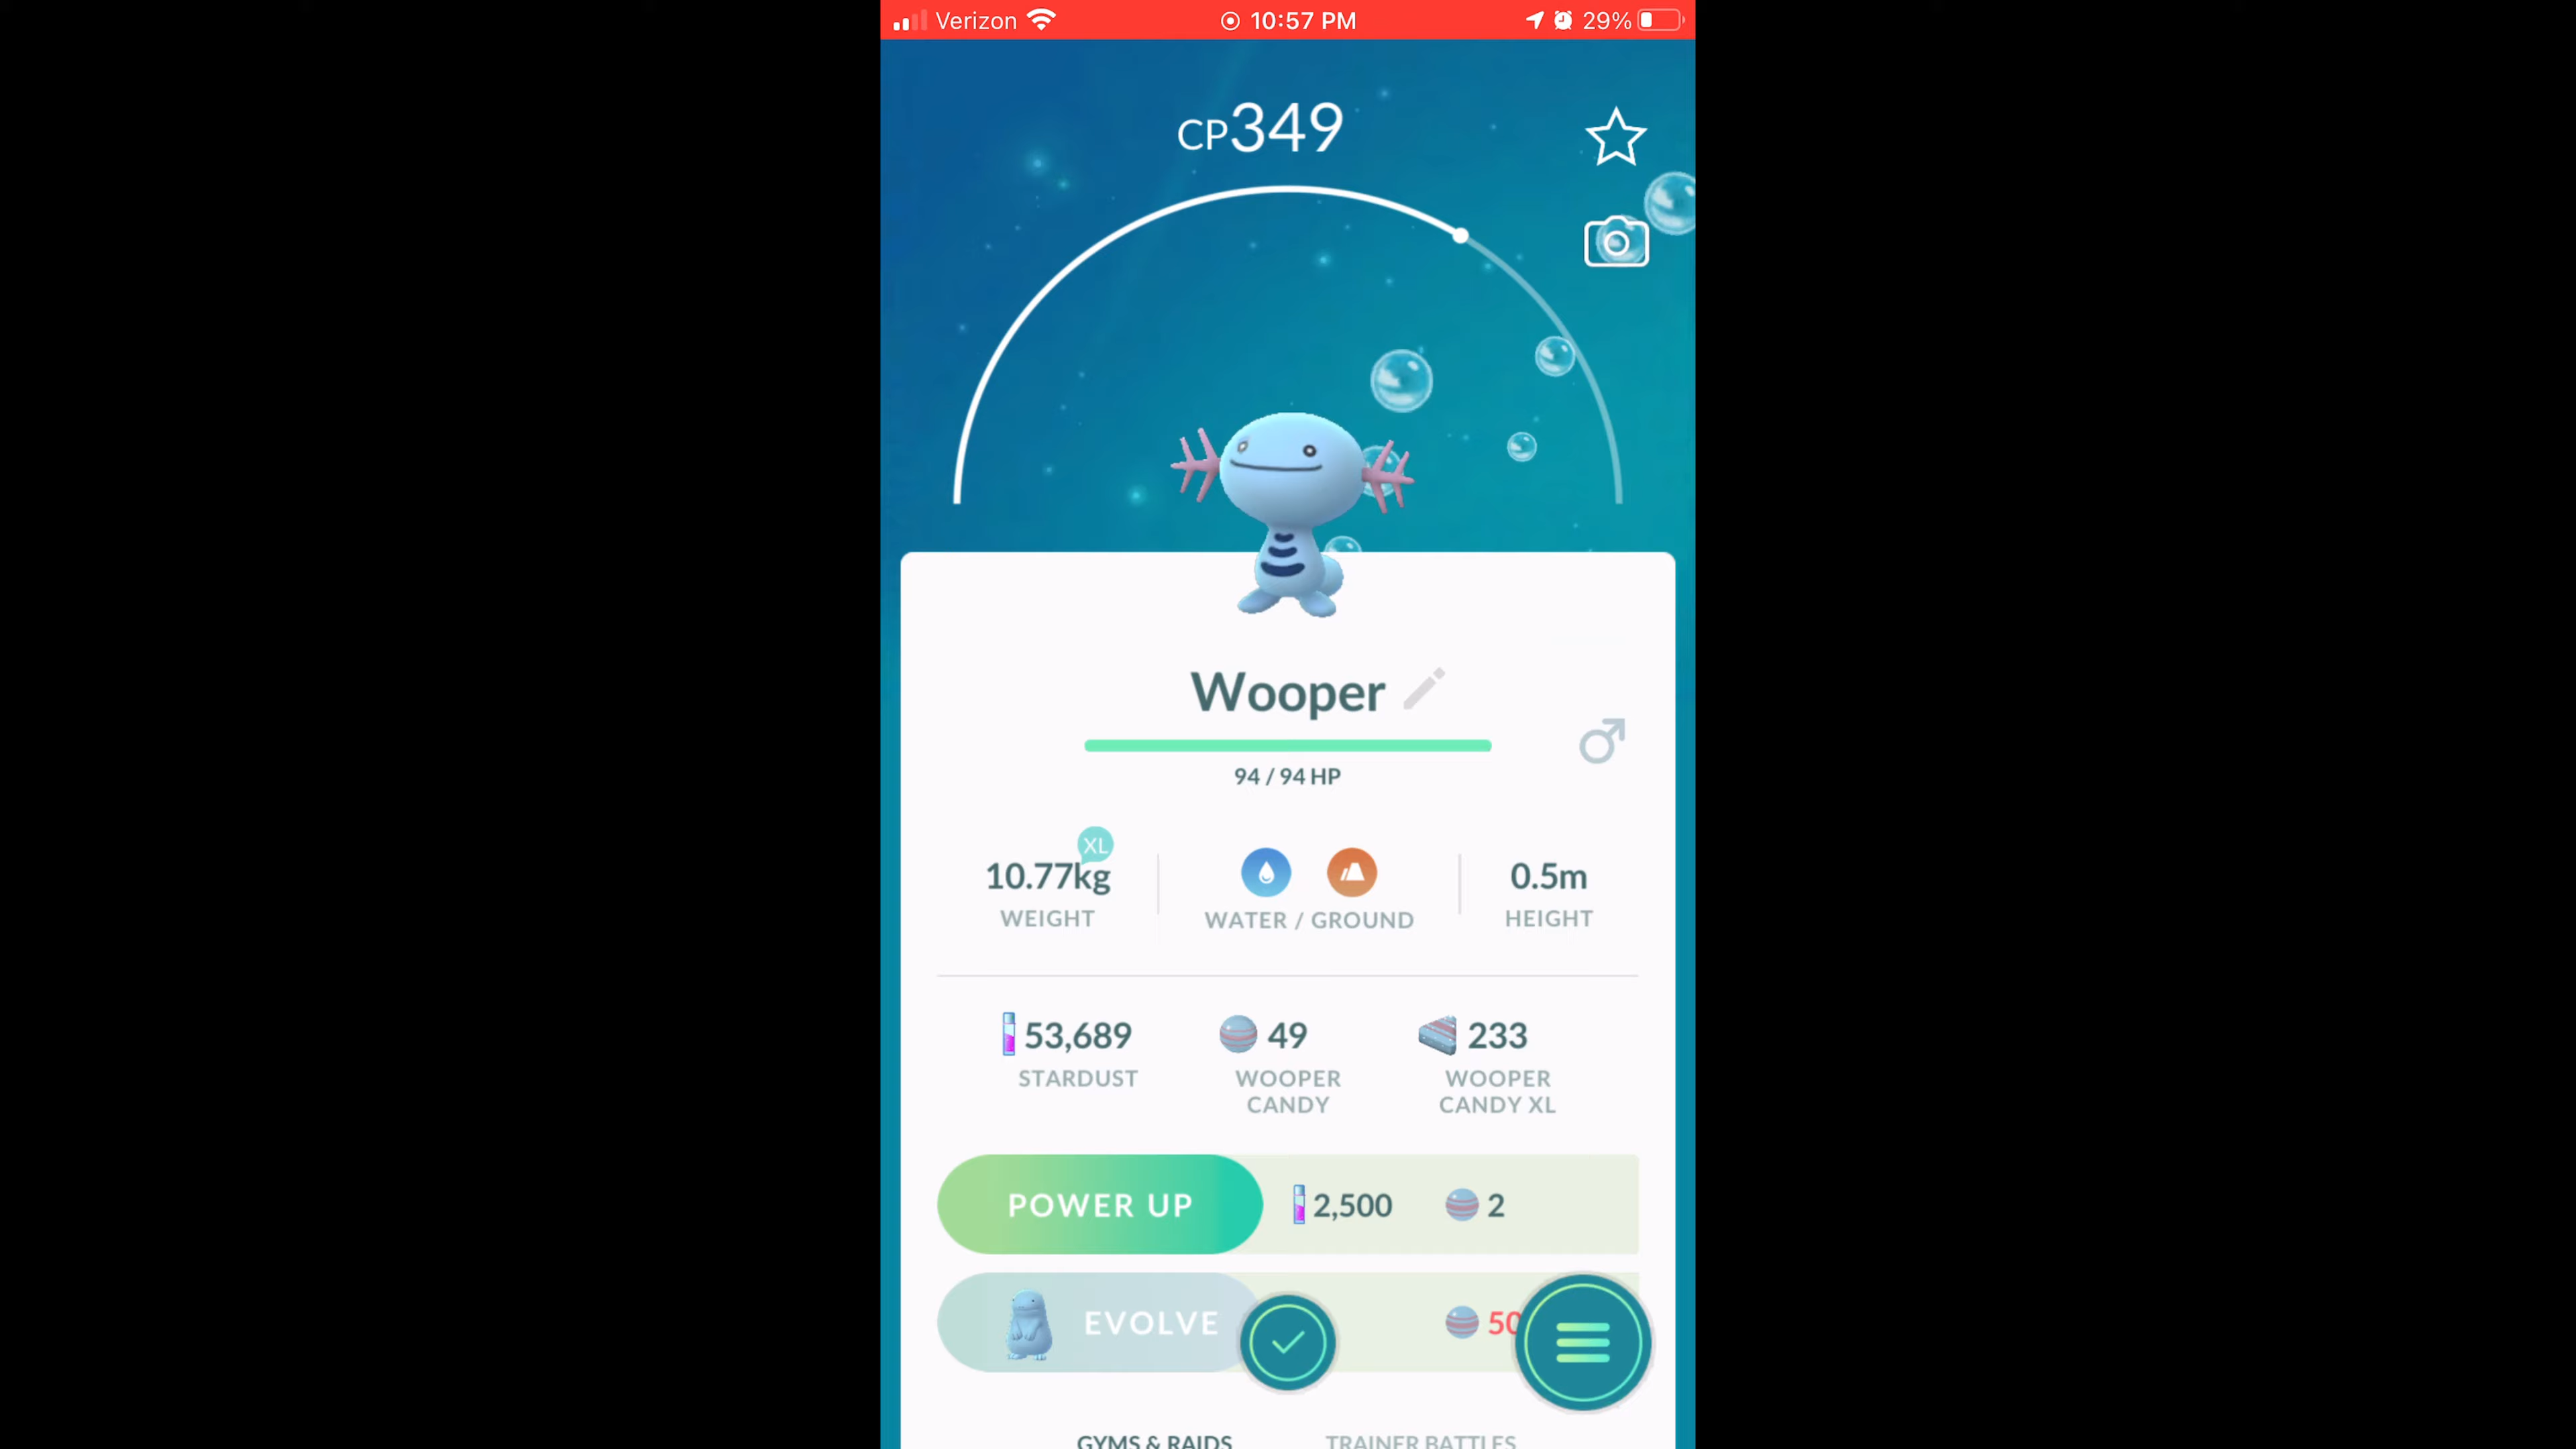 Verizon 10:57 PM 29%
CP349
Wooper
94 / 94 HP
XL
10.77kg 0.5m
WEIGHT WATER / GROUND HEIGHT
53,689 49 233
STARDUST WOOPER CANDY WOOPER CANDY XL
POWER UP 2,500 2
EVOLVE 50
GYMS & RAIDS TRAINER BATTLES